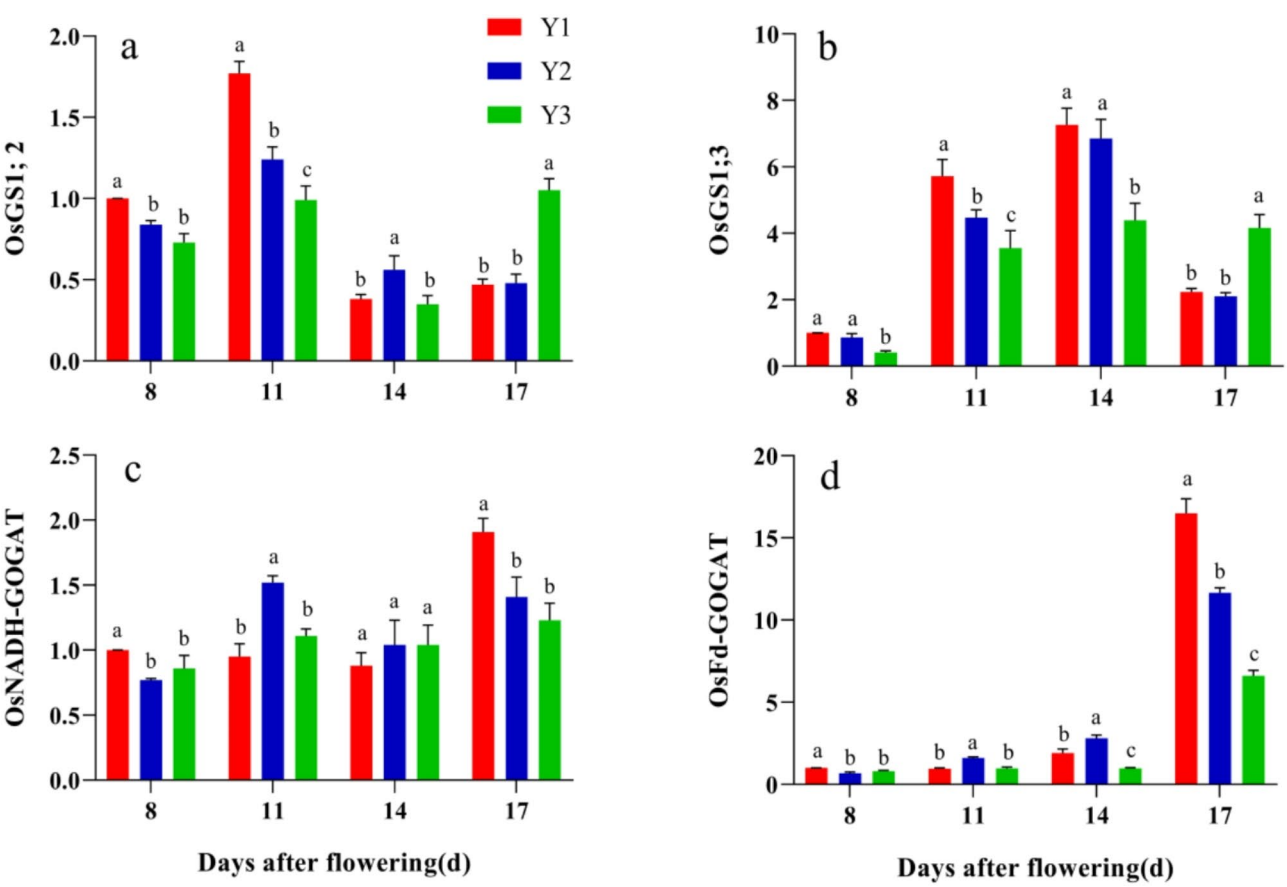 a
Y1
Y2
Y3
OsGS1; 2
2.0
1.5
1.0
0.5
0.0
a b b
a b c
b a b
b b a
8 11 14 17
b
OsGS1;3
10
8
6
4
2
0
a a b
a b c
a a b
b b a
8 11 14 17
c
OsNADH-GOGAT
2.5
2.0
1.5
1.0
0.5
0.0
a b b
b a b
a a a
a b b
8 11 14 17
Days after flowering(d)
d
OsFd-GOGAT
20
15
10
5
0
a b b
b a b
b a c
a b c
8 11 14 17
Days after flowering(d)